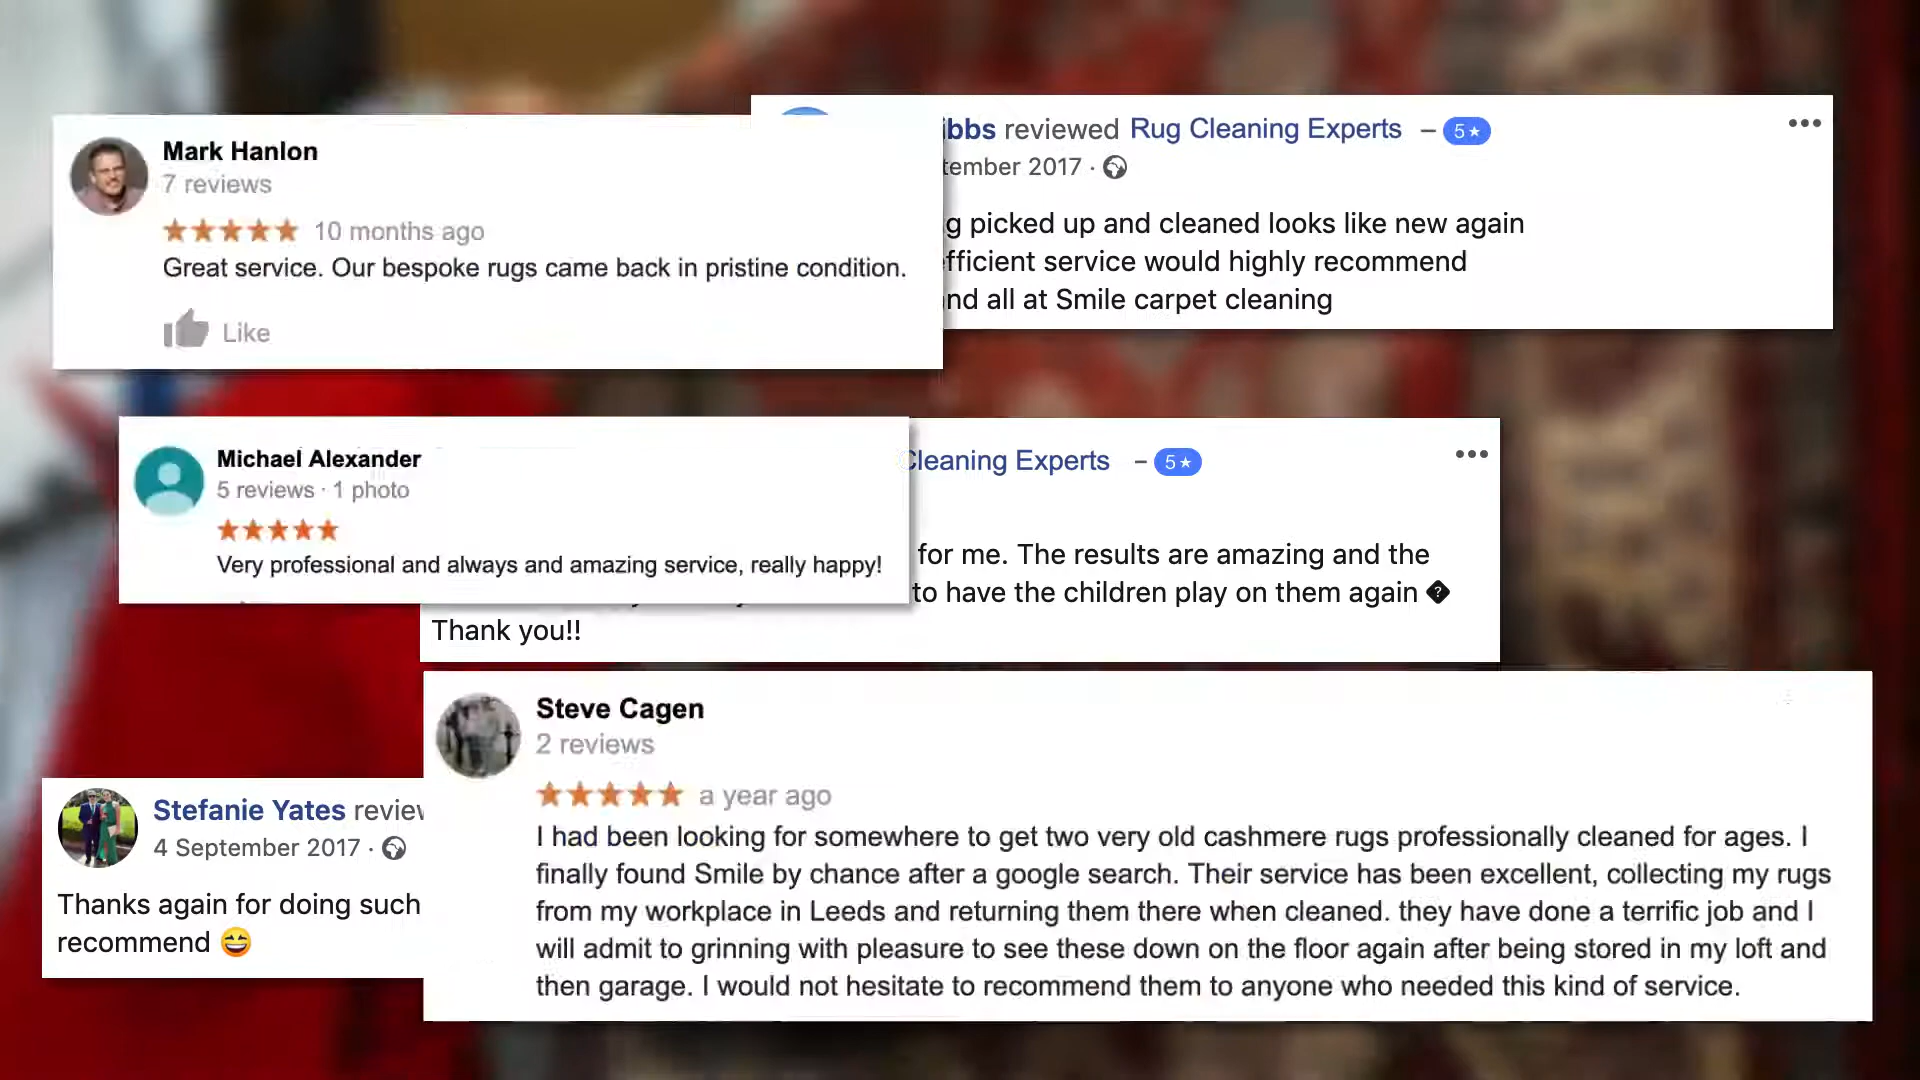 Mark Hanlon
7 reviews
10 months ago
Great service. Our bespoke rugs came back in pristine condition.
Like
reviewed Rug Cleaning Experts – 5★
2017 ·
picked up and cleaned looks like new again
service would highly recommend
all at Smile carpet cleaning
Michael Alexander
5 reviews · 1 photo
Very professional and always and amazing service, really happy!
Cleaning Experts – 5★
for me. The results are amazing and the
to have the children play on them again �
Thank you!!
Steve Cagen
2 reviews
a year ago
I had been looking for somewhere to get two very old cashmere rugs professionally cleaned for ages. I
finally found Smile by chance after a google search. Their service has been excellent, collecting my rugs
from my workplace in Leeds and returning them there when cleaned. they have done a terrific job and I
will admit to grinning with pleasure to see these down on the floor again after being stored in my loft and
then garage. I would not hesitate to recommend them to anyone who needed this kind of service.
Stefanie Yates
4 September 2017 ·
Thanks again for doing such
recommend 😄